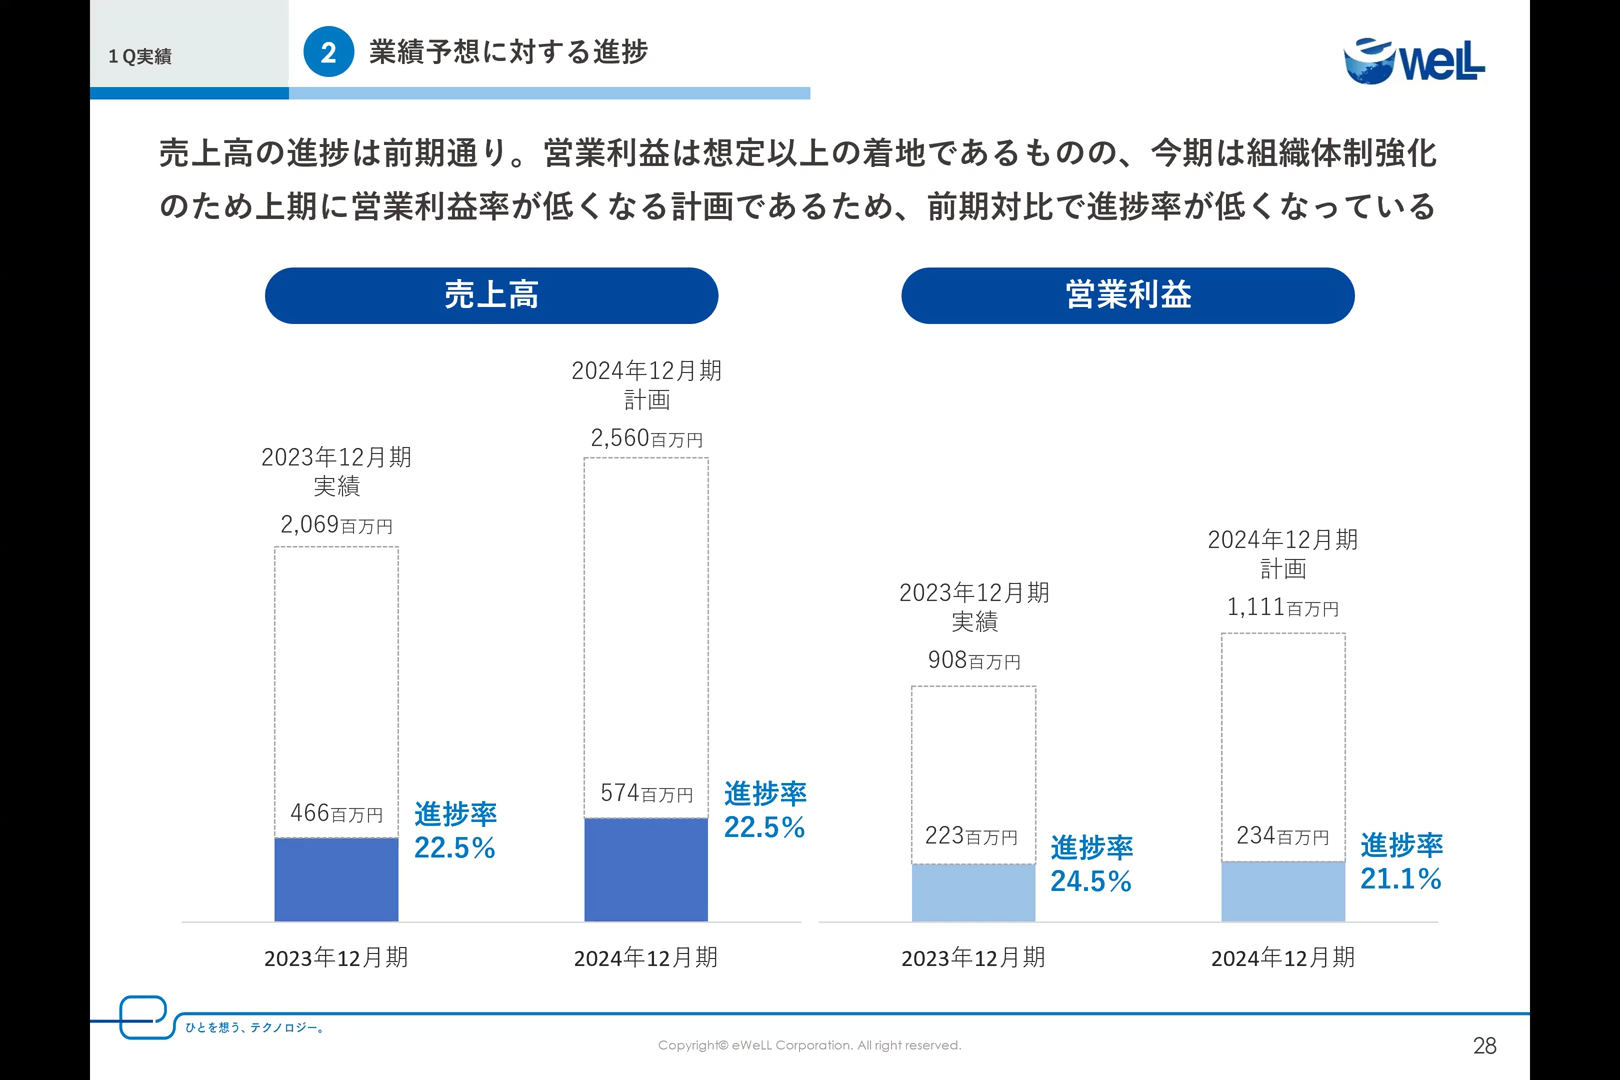 １Q実績
2 業績予想に対する進捗
eWeLL
売上高の進捗は前期通り。営業利益は想定以上の着地であるものの、今期は組織体制強化
のため上期に営業利益率が低くなる計画であるため、前期対比で進捗率が低くなっている
売上高
2023年12月期
実績
2,069百万円
466百万円
進捗率
22.5%
2024年12月期
計画
2,560百万円
574百万円
進捗率
22.5%
2023年12月期
2024年12月期
営業利益
2023年12月期
実績
908百万円
223百万円
進捗率
24.5%
2024年12月期
計画
1,111百万円
234百万円
進捗率
21.1%
2023年12月期
2024年12月期
ひとを想う、テクノロジー。
Copyright© eWeLL Corporation. All right reserved.
28